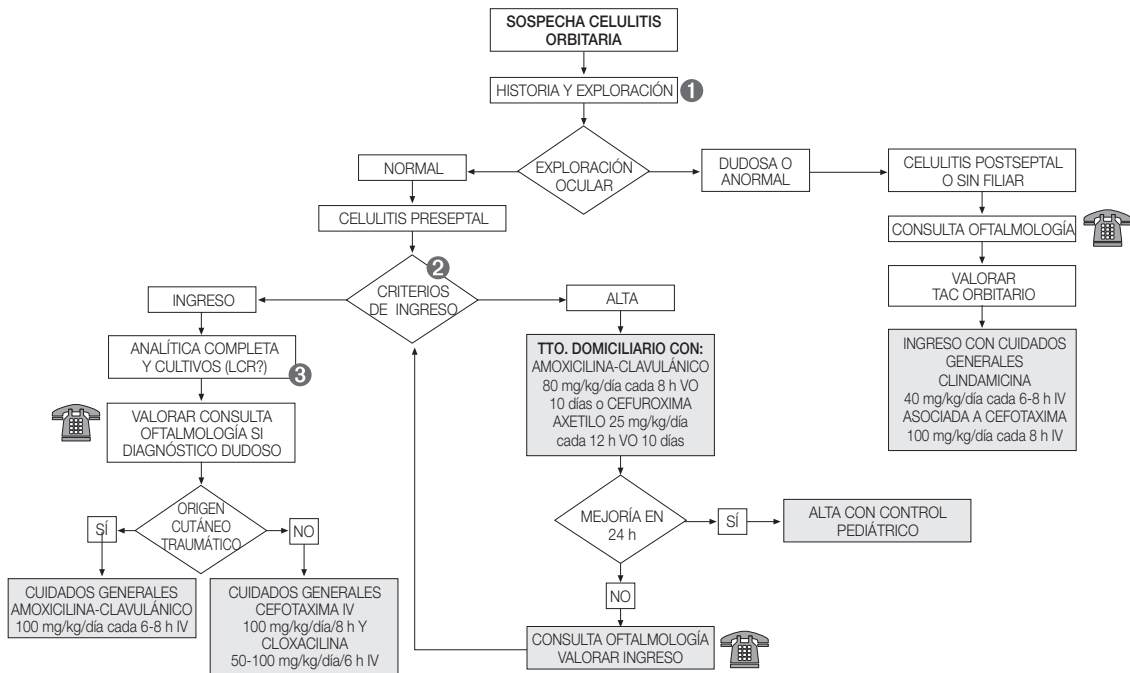 SOSPECHA CELULITIS
ORBITARIA
HISTORIA Y EXPLORACIÓN
1
EXPLORACIÓN
OCULAR
NORMAL
DUDOSA O
ANORMAL
CELULITIS POSTSEPTAL
O SIN FILIAR
CELULITIS PRESEPTAL
CONSULTA OFTALMOLOGÍA
2
CRITERIOS
DE INGRESO
VALORAR
TAC ORBITARIO
INGRESO
ALTA
ANALÍTICA COMPLETA
Y CULTIVOS (LCR?)
3
TTO. DOMICILIARIO CON:
AMOXICILINA-CLAVULÁNICO
80 mg/kg/día cada 8 h VO
10 días o CEFUROXIMA
AXETILO 25 mg/kg/día
cada 12 h VO 10 días
INGRESO CON CUIDADOS
GENERALES
CLINDAMICINA
40 mg/kg/día cada 6-8 h IV
ASOCIADA A CEFOTAXIMA
100 mg/kg/día cada 8 h IV
VALORAR CONSULTA
OFTALMOLOGÍA SI
DIAGNÓSTICO DUDOSO
ORIGEN
CUTÁNEO
TRAUMÁTICO
SÍ
NO
MEJORÍA EN
24 h
SÍ
ALTA CON CONTROL
PEDIÁTRICO
NO
CUIDADOS GENERALES
AMOXICILINA-CLAVULÁNICO
100 mg/kg/día cada 6-8 h IV
CUIDADOS GENERALES
CEFOTAXIMA IV
100 mg/kg/día/8 h Y
CLOXACILINA
50-100 mg/kg/día/6 h IV
CONSULTA OFTALMOLOGÍA
VALORAR INGRESO